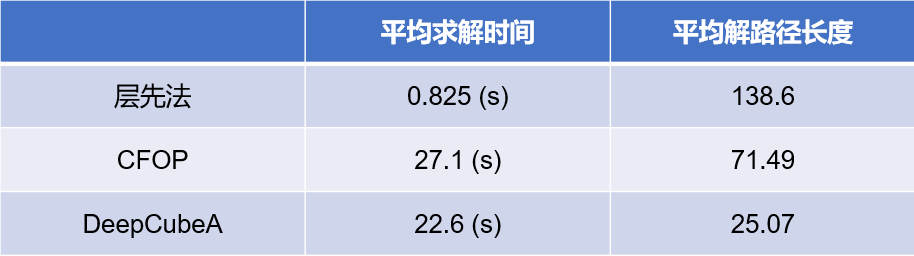 平均求解时间 平均解路径长度
层先法 0.825 (s) 138.6
CFOP 27.1 (s) 71.49
DeepCubeA 22.6 (s) 25.07